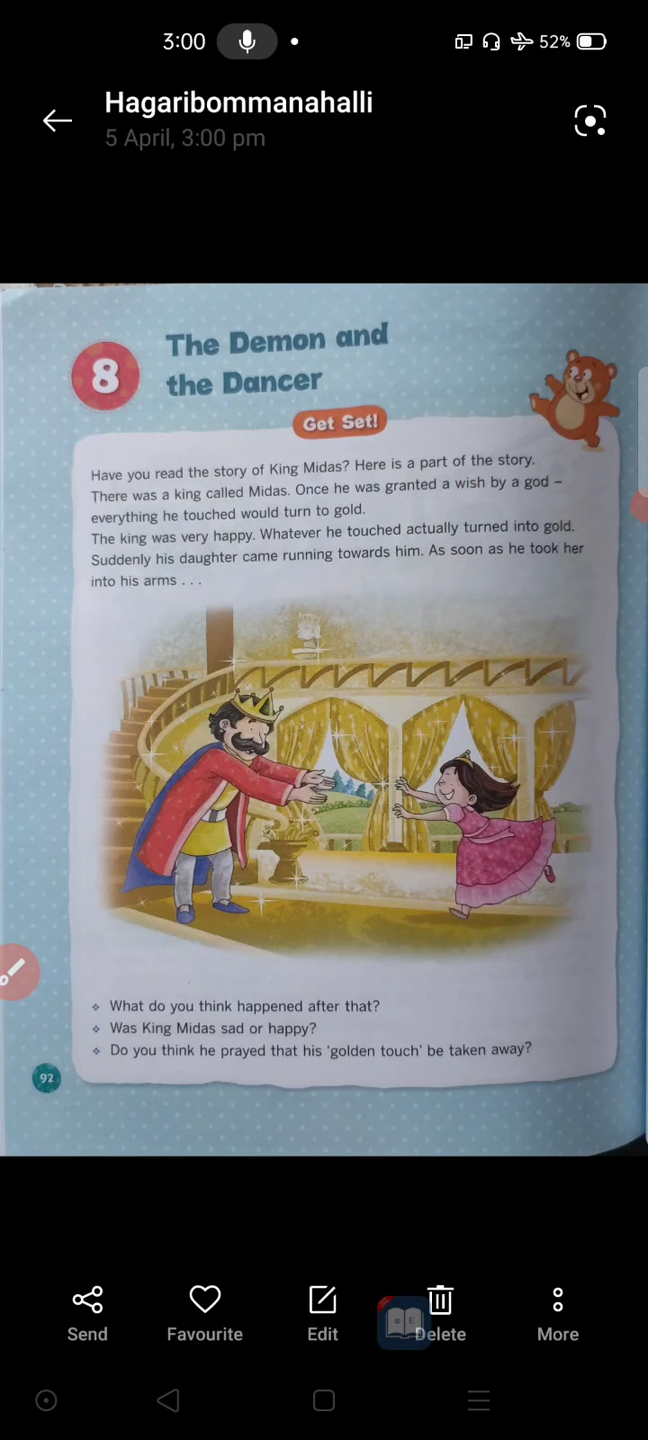 3:00
52%
Hagaribommanahalli
5 April, 3:00 pm
8
The Demon and
the Dancer
Get Set!
Have you read the story of King Midas? Here is a part of the story.
There was a king called Midas. Once he was granted a wish by a god –
everything he touched would turn to gold.
The king was very happy. Whatever he touched actually turned into gold.
Suddenly his daughter came running towards him. As soon as he took her
into his arms . . .
❖ What do you think happened after that?
❖ Was King Midas sad or happy?
❖ Do you think he prayed that his ‘golden touch’ be taken away?
92
Send
Favourite
Edit
Delete
More